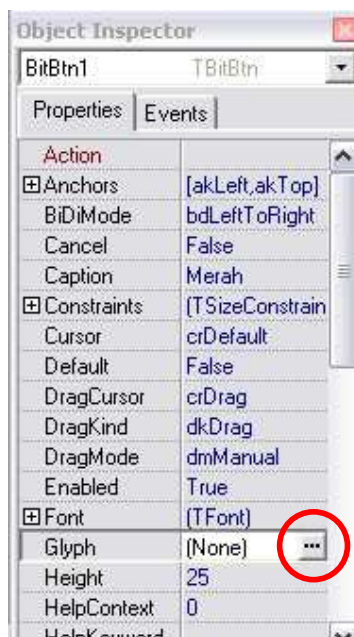 Object Inspector
BitBtn1 TBitBtn
Properties Events
Action
Anchors [akLeft,akTop]
BiDiMode bdLeftToRight
Cancel False
Caption Merah
Constraints (TSizeConstrain
Cursor crDefault
Default False
DragCursor crDrag
DragKind dkDrag
DragMode dmManual
Enabled True
Font (TFont)
Glyph (None) ...
Height 25
HelpContext 0